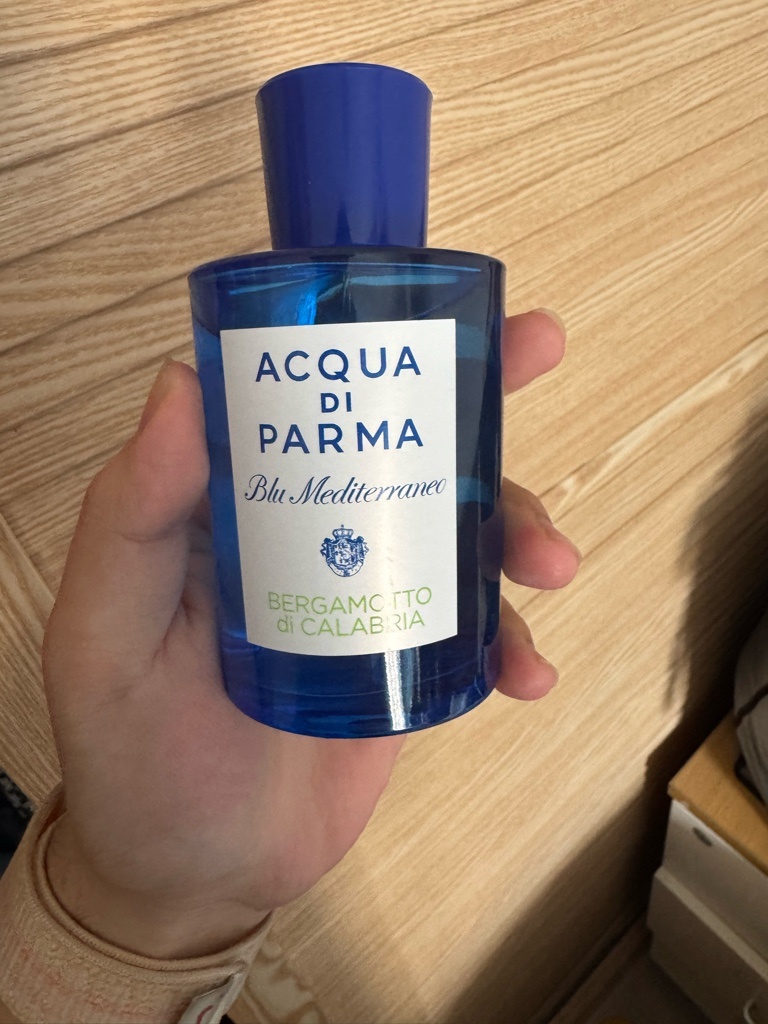 ACQUA
DI
PARMA
Blu Mediterraneo
BERGAMOTTO
di CALABRIA